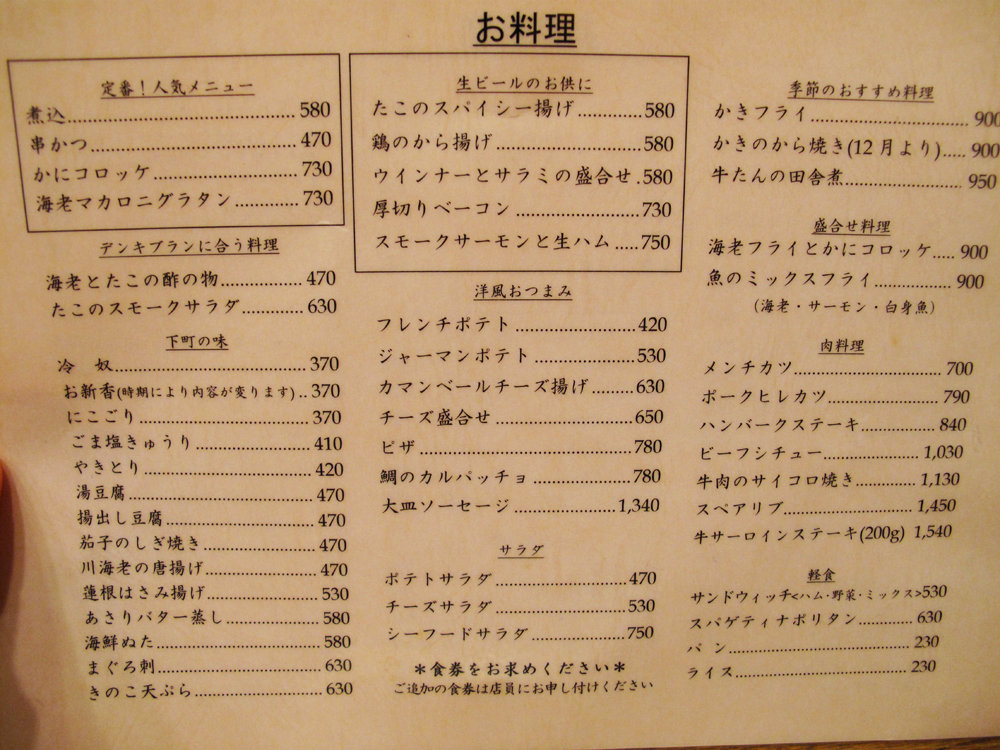 お料理
定番！人気メニュー
煮込 580
串かつ 470
かにコロッケ 730
海老マカロニグラタン 730
デンキブランに合う料理
海老とたこの酢の物 470
たこのスモークサラダ 630
下町の味
冷　奴 370
お新香(時期により内容が変ります) 370
にこごり 370
ごま塩きゅうり 410
やきとり 420
湯豆腐 470
揚出し豆腐 470
茄子のしぎ焼き 470
川海老の唐揚げ 470
蓮根はさみ揚げ 530
あさりバター蒸し 580
海鮮ぬた 580
まぐろ刺 630
きのこ天ぷら 630
生ビールのお供に
たこのスパイシー揚げ 580
鶏のから揚げ 580
ウインナーとサラミの盛合せ 580
厚切りベーコン 730
スモークサーモンと生ハム 750
洋風おつまみ
フレンチポテト 420
ジャーマンポテト 530
カマンベールチーズ揚げ 630
チーズ盛合せ 650
ピザ 780
鯛のカルパッチョ 780
大皿ソーセージ 1,340
サラダ
ポテトサラダ 470
チーズサラダ 530
シーフードサラダ 750
＊食券をお求めください＊
ご追加の食券は店員にお申し付けください
季節のおすすめ料理
かきフライ 900
かきのから焼き(12月より) 900
牛たんの田舎煮 950
盛合せ料理
海老フライとかにコロッケ 900
魚のミックスフライ 900
(海老・サーモン・白身魚)
肉料理
メンチカツ 700
ポークヒレカツ 790
ハンバークステーキ 840
ビーフシチュー 1,030
牛肉のサイコロ焼き 1,130
スペアリブ 1,450
牛サーロインステーキ(200g) 1,540
軽食
サンドウィッチ<ハム・野菜・ミックス>530
スパゲティナポリタン 630
パン 230
ライス 230